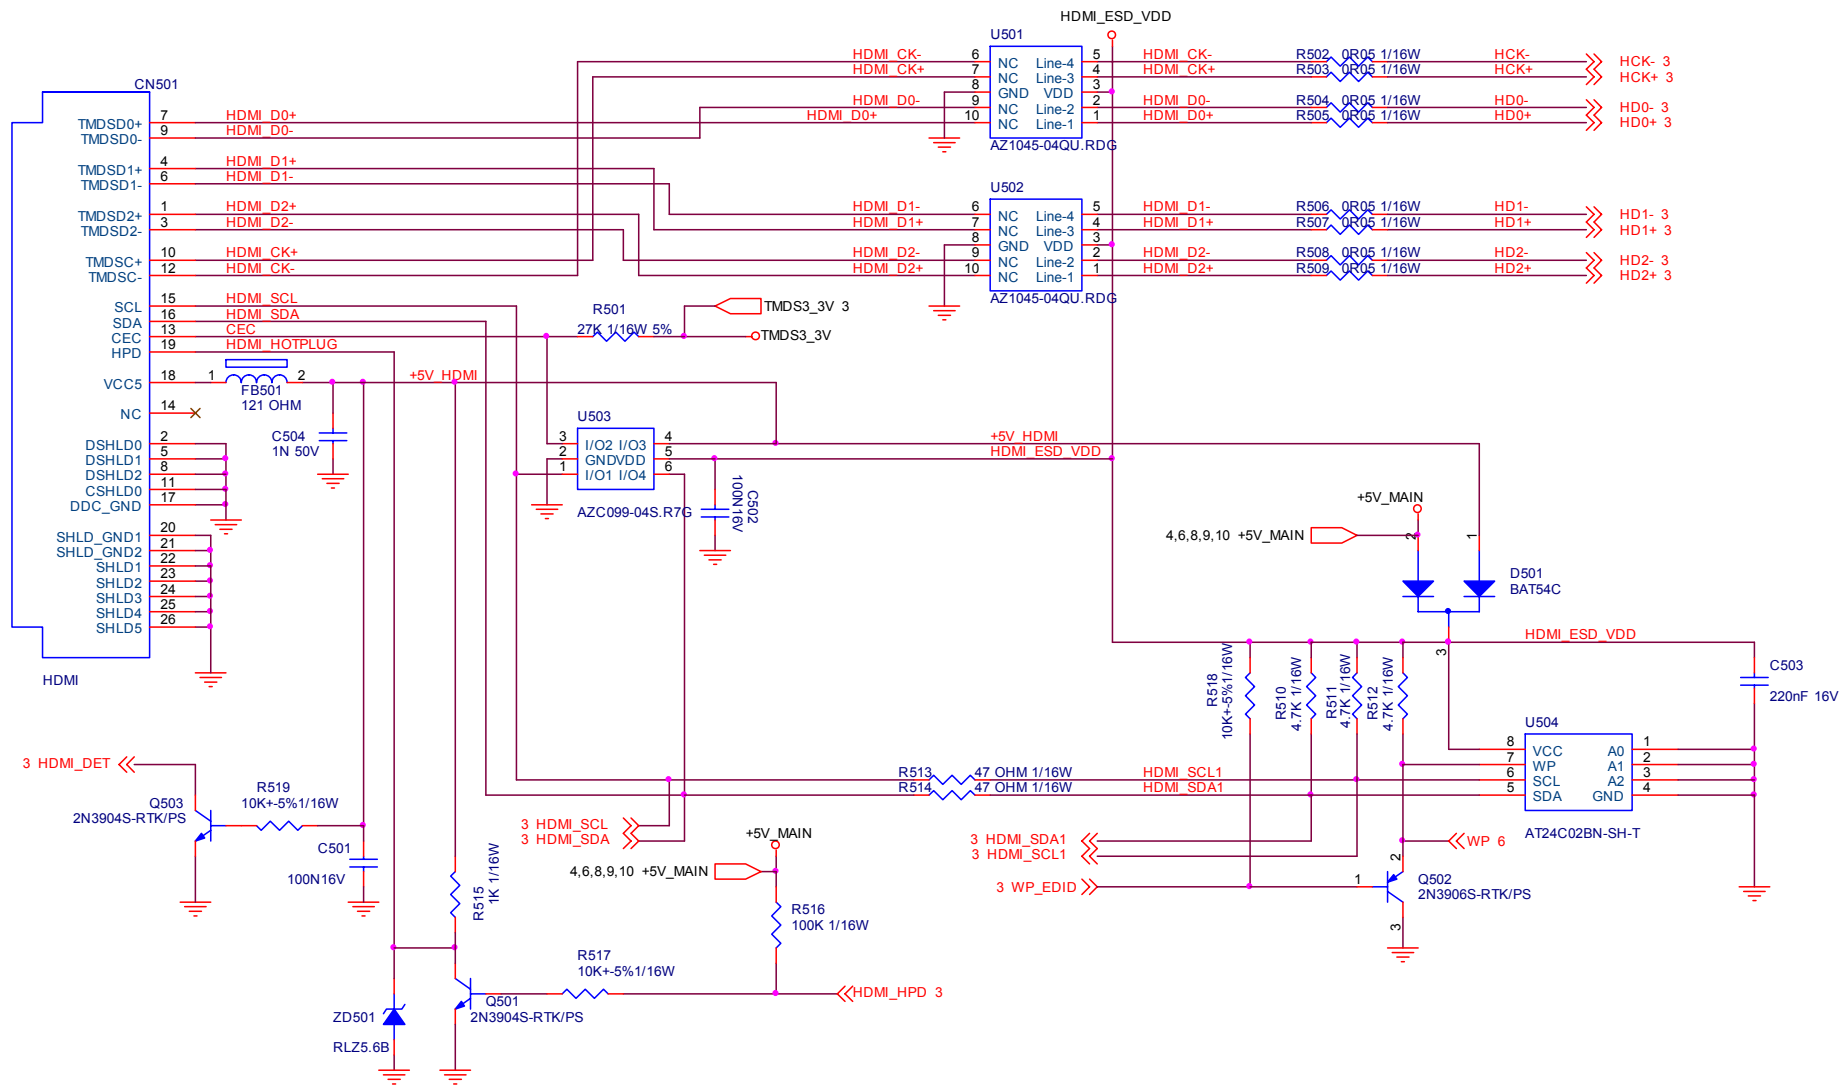 HDMI_ESD_VDD
U501
HDMI_CK- 6 NC Line-4 5 HDMI_CK- R502 0R05 1/16W HCK- HCK- 3
HDMI_CK+ 7 NC Line-3 4 HDMI_CK+ R503 0R05 1/16W HCK+ HCK+ 3
8 GND VDD 3
HDMI_D0- 9 NC Line-2 2 HDMI_D0- R504 0R05 1/16W HD0- HD0- 3
HDMI_D0+ 10 NC Line-1 1 HDMI_D0+ R505 0R05 1/16W HD0+ HD0+ 3
AZ1045-04QU.RDG
U502
HDMI_D1- 6 NC Line-4 5 HDMI_D1- R506 0R05 1/16W HD1- HD1- 3
HDMI_D1+ 7 NC Line-3 4 HDMI_D1+ R507 0R05 1/16W HD1+ HD1+ 3
8 GND VDD 3
HDMI_D2- 9 NC Line-2 2 HDMI_D2- R508 0R05 1/16W HD2- HD2- 3
HDMI_D2+ 10 NC Line-1 1 HDMI_D2+ R509 0R05 1/16W HD2+ HD2+ 3
AZ1045-04QU.RDG
CN501
TMDSD0+ 7 HDMI_D0+
TMDSD0- 9 HDMI_D0-
TMDSD1+ 4 HDMI_D1+
TMDSD1- 6 HDMI_D1-
TMDSD2+ 1 HDMI_D2+
TMDSD2- 3 HDMI_D2-
TMDSC+ 10 HDMI_CK+
TMDSC- 12 HDMI_CK-
SCL 15 HDMI_SCL
SDA 16 HDMI_SDA
CEC 13 CEC
HPD 19 HDMI_HOTPLUG
VCC5 18 1 2 +5V_HDMI
FB501
121 OHM
NC 14
DSHLD0 2
DSHLD1 5
DSHLD2 8
CSHLD0 11
DDC_GND 17
SHLD_GND1 20
SHLD_GND2 21
SHLD1 22
SHLD2 23
SHLD3 24
SHLD4 25
SHLD5 26
HDMI
R501
27K 1/16W 5%
TMDS3_3V 3
TMDS3_3V
C504
1N 50V
U503
3 I/O2 I/O3 4 +5V_HDMI
2 GND VDD 5 HDMI_ESD_VDD
1 I/O1 I/O4 6
AZC099-04S.R7G
C502
100N16V
+5V_MAIN
4,6,8,9,10 +5V_MAIN
2 1
D501
BAT54C
3
HDMI_ESD_VDD
R518
10K+-5%1/16W
R510
4.7K 1/16W
R511
4.7K 1/16W
R512
4.7K 1/16W
C503
220nF 16V
U504
8 VCC A0 1
7 WP A1 2
6 SCL A2 3
5 SDA GND 4
AT24C02BN-SH-T
R513 47 OHM 1/16W HDMI_SCL1
R514 47 OHM 1/16W HDMI_SDA1
3 HDMI_SCL
3 HDMI_SDA
3 HDMI_SDA1
3 HDMI_SCL1
WP 6
3 WP_EDID
1
2
Q502
2N3906S-RTK/PS
3
3 HDMI_DET
Q503
2N3904S-RTK/PS
R519
10K+-5%1/16W
C501
100N16V
R515
1K 1/16W
+5V_MAIN
4,6,8,9,10 +5V_MAIN
R516
100K 1/16W
R517
10K+-5%1/16W
HDMI_HPD 3
Q501
2N3904S-RTK/PS
ZD501
RLZ5.6B